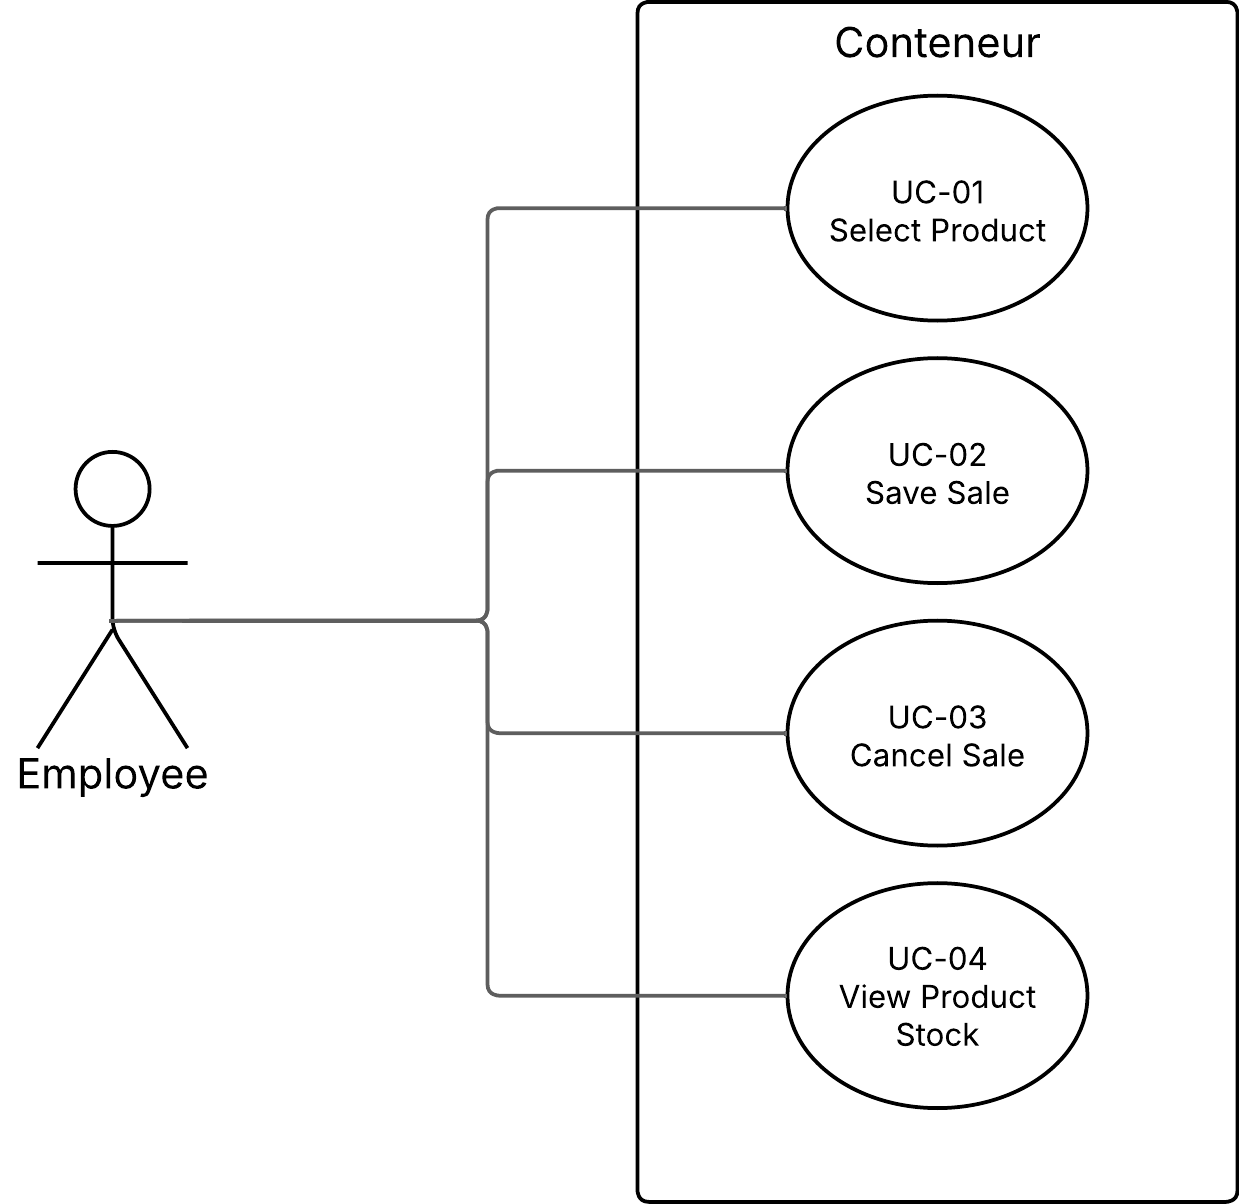 Conteneur
UC-01
Select Product
UC-02
Save Sale
UC-03
Cancel Sale
Employee
UC-04
View Product
Stock